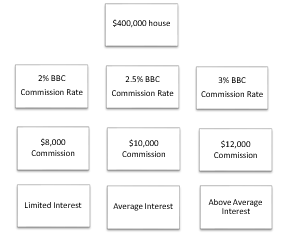 $400,000 house
2% BBC
Commission Rate
2.5% BBC
Commission Rate
3% BBC
Commission Rate
$8,000
Commission
$10,000
Commission
$12,000
Commission
Limited Interest
Average Interest
Above Average
Interest